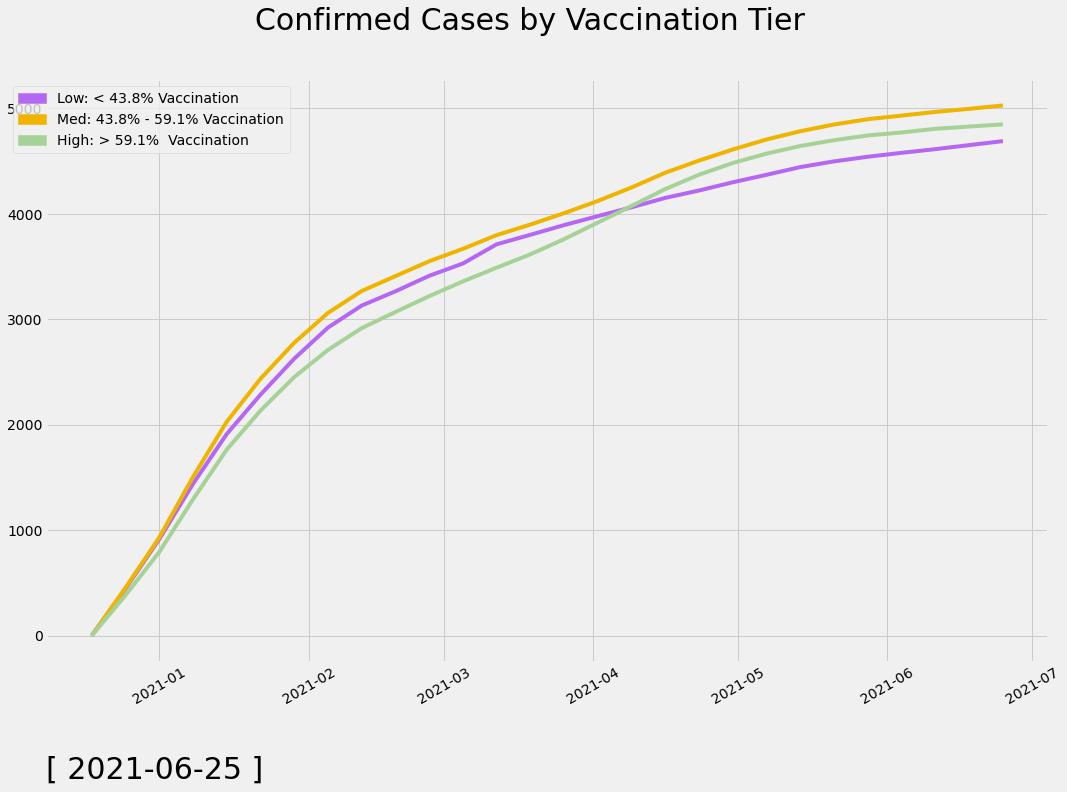 Confirmed Cases by Vaccination Tier
Low: < 43.8% Vaccination
5000
Med: 43.8% - 59.1% Vaccination
High: > 59.1%  Vaccination
4000
3000
2000
1000
0
2021-01
2021-02
2021-03
2021-04
2021-05
2021-06
2021-07
[ 2021-06-25 ]